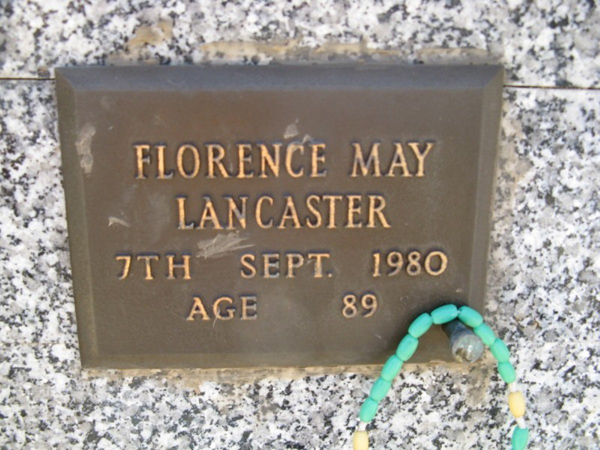 FLORENCE MAY
LANCASTER
7TH SEPT. 1980
AGE 89